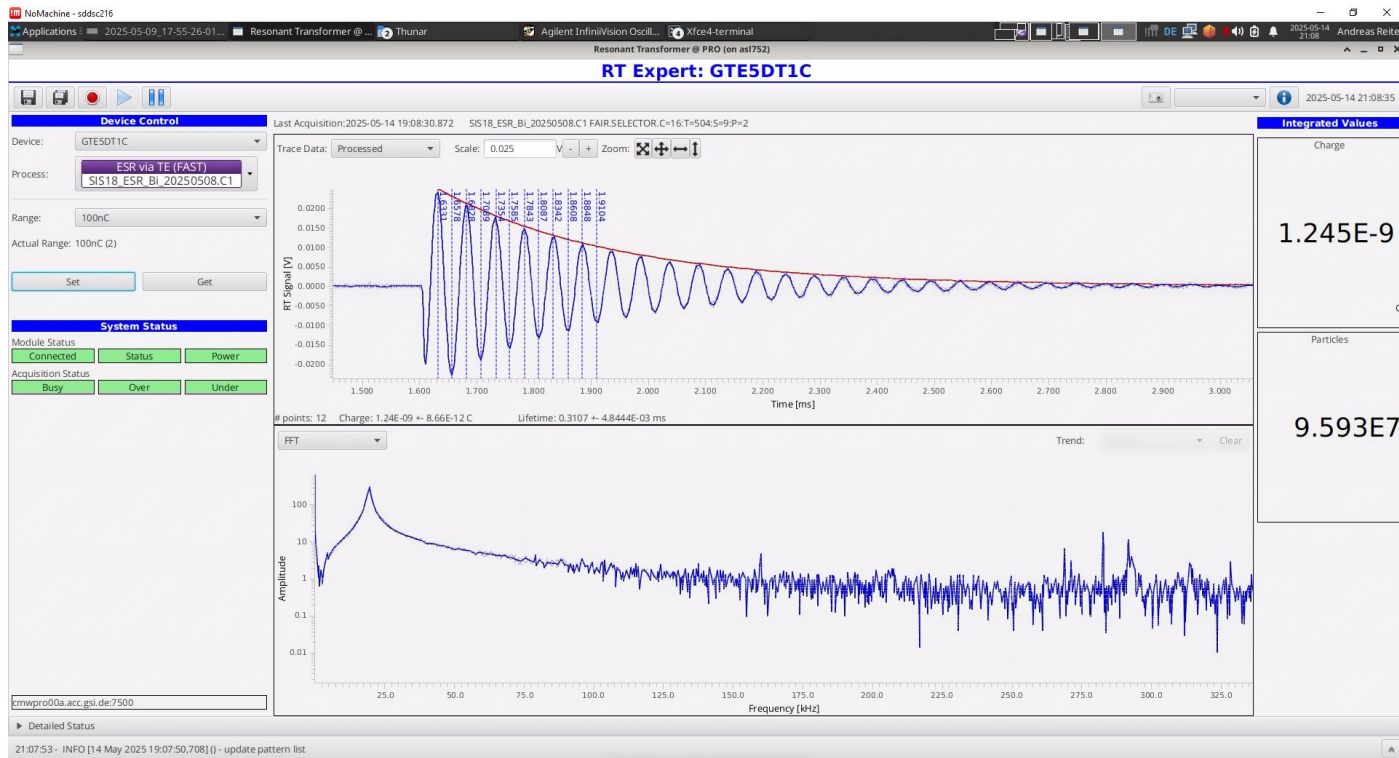 NoMachine - sddsc216
Applications 2025-05-09_17-55-26-01... Resonant Transformer @ ... 2 Thunar Agilent InfiniiVision Oscill... 4 Xfce4-terminal DE 2025-05-14 21:08 Andreas Reite
Resonant Transformer @ PRO (on asl752)
RT Expert: GTE5DT1C
2025-05-14 21:08:35
Device Control
Device: GTE5DT1C
Process: ESR via TE (FAST)
SIS18_ESR_Bi_20250508.C1
Range: 100nC
Actual Range: 100nC (2)
Set Get
System Status
Module Status
Connected Status Power
Acquisition Status
Busy Over Under
cmwpro00a.acc.gsi.de:7500
Last Acquisition:2025-05-14 19:08:30.872 SIS18_ESR_Bi_20250508.C1 FAIR.SELECTOR.C=16:T=504:S=9:P=2
Trace Data: Processed Scale: 0.025 V - + Zoom:
1.6331 1.6578 1.7354 1.7585 1.7843 1.8087 1.8342 1.8608 1.8848 1.9104
RT Signal [V]
0.0200
0.0150
0.0100
0.0050
0.0000
-0.0050
-0.0100
-0.0150
-0.0200
1.500 1.600 1.700 1.800 1.900 2.000 2.100 2.200 2.300 2.400 2.500 2.600 2.700 2.800 2.900 3.000
Time [ms]
# points: 12 Charge: 1.24E-09 +- 8.66E-12 C Lifetime: 0.3107 +- 4.8444E-03 ms
FFT Trend: Clear
Amplitude
100
10
1
0.1
0.01
25.0 50.0 75.0 100.0 125.0 150.0 175.0 200.0 225.0 250.0 275.0 300.0 325.0
Frequency [kHz]
Integrated Values
Charge
1.245E-9
Particles
9.593E7
Detailed Status
21:07:53 - INFO [14 May 2025 19:07:50,708] () - update pattern list